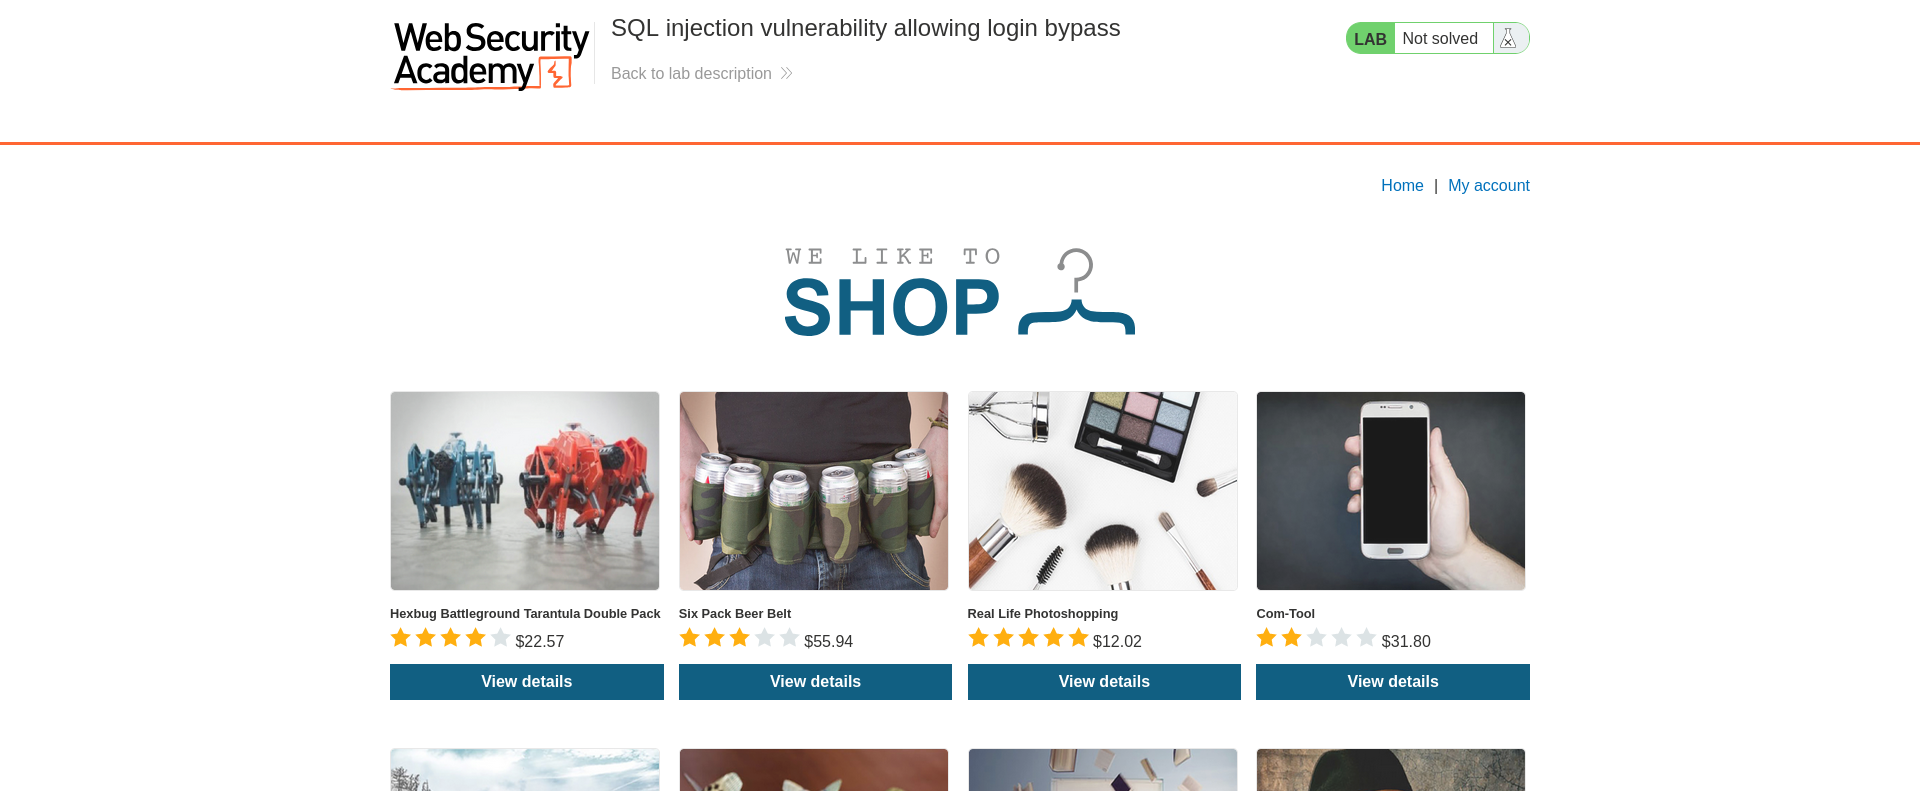 Web Security
Academy
SQL injection vulnerability allowing login bypass
Back to lab description
LAB Not solved
Home | My account
WE LIKE TO
SHOP
Hexbug Battleground Tarantula Double Pack
$22.57
View details
Six Pack Beer Belt
$55.94
View details
Real Life Photoshopping
$12.02
View details
Com-Tool
$31.80
View details